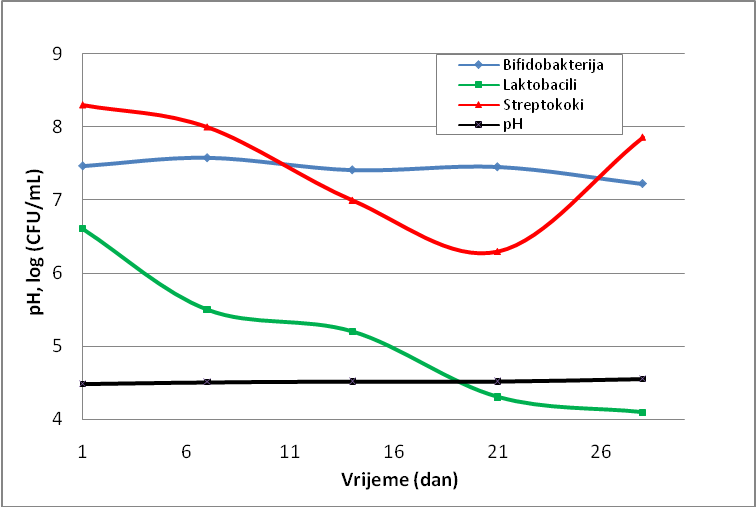 9
8
7
6
5
4
pH, log (CFU/mL)
Bifidobakterija
Laktobacili
Streptokoki
pH
1 6 11 16 21 26
Vrijeme (dan)